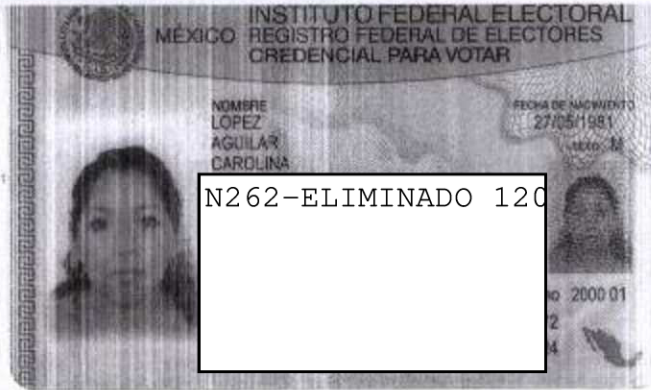 INSTITUTO FEDERAL ELECTORAL
MÉXICO REGISTRO FEDERAL DE ELECTORES
CREDENCIAL PARA VOTAR
NOMBRE
LOPEZ
AGUILAR
CAROLINA
FECHA DE NACIMIENTO
27/05/1981
SEXO M
N262-ELIMINADO 120
2000 01